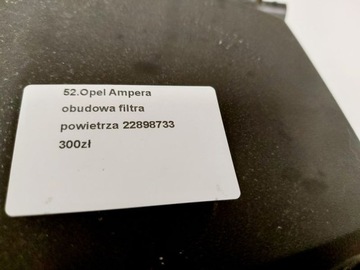 52.Opel Ampera
obudowa filtra
powietrza 22898733
300zł